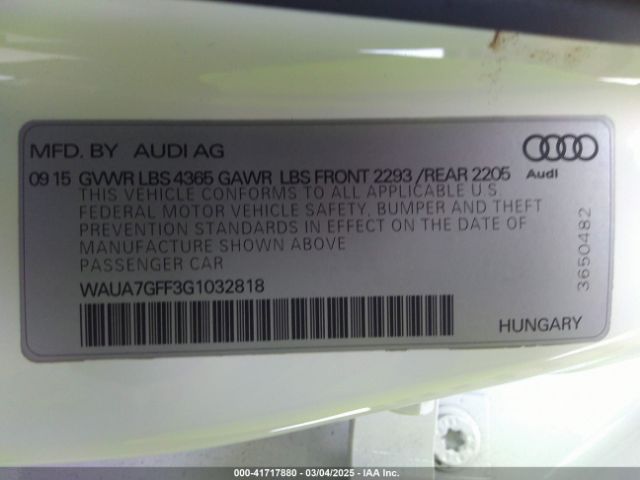 MFD. BY AUDI AG
Audi
09 15 GVWR LBS 4365 GAWR LBS FRONT 2293 /REAR 2205
THIS VEHICLE CONFORMS TO ALL APPLICABLE U.S.
FEDERAL MOTOR VEHICLE SAFETY, BUMPER AND THEFT
PREVENTION STANDARDS IN EFFECT ON THE DATE OF
MANUFACTURE SHOWN ABOVE
PASSENGER CAR
3650482
WAUA7GFF3G1032818
HUNGARY
000-41717880 — 03/04/2025 — IAA Inc.